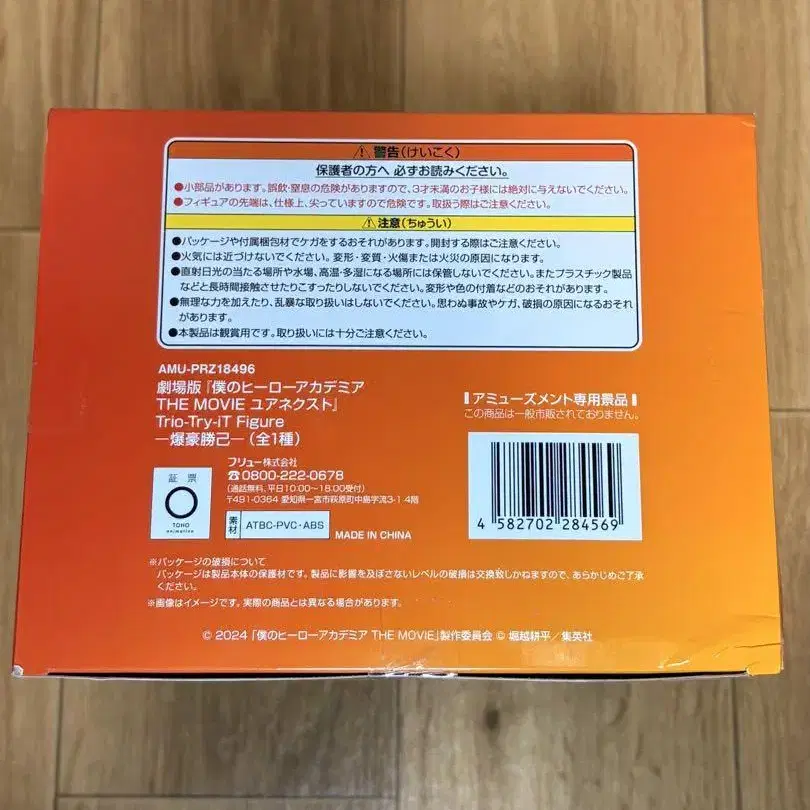 ⚠ 警告(けいこく)
保護者の方へ 必ずお読みください。
●小部品があります。誤飲・窒息の危険がありますので、3才未満のお子様には絶対に与えないでください。
●フィギュアの先端は、仕様上、尖っていますので危険です。取扱う際はご注意ください。
⚠ 注意(ちゅうい)
●パッケージや付属梱包材でケガをするおそれがあります。開封する際はご注意ください。
●火気には近づけないでください。変形・変質・火傷または火災の原因になります。
●直射日光の当たる場所や水場、高温・多湿になる場所には保管しないでください。またプラスチック製品
などと長時間接触させたりこすったりしないでください。変形や色の付着などのおそれがあります。
●無理な力を加えたり、乱暴な取り扱いはしないでください。思わぬ事故やケガ、破損の原因になるおそれ
があります。
●本製品は観賞用です。取り扱いには十分ご注意ください。
AMU-PRZ18496
劇場版『僕のヒーローアカデミア
THE MOVIE ユアネクスト』
Trio-Try-iT Figure
―爆豪勝己―(全1種)
アミューズメント専用景品
この商品は一般市販されておりません。
フリュー株式会社
☎0800-222-0678
(通話無料、平日10:00~18:00受付)
〒491-0364 愛知県一宮市萩原町中島字流3-1 4階
証票
TOHO
animation
素材
ATBC-PVC・ABS
MADE IN CHINA
4 582702 284569
※パッケージの破損について
パッケージは製品本体の保護材です。製品に影響を及ぼさないレベルの破損は交換致しかねますので、あらかじめご了承
ください。
※画像はイメージです。実際の商品とは異なる場合があります。
© 2024「僕のヒーローアカデミア THE MOVIE」製作委員会 © 堀越耕平／集英社